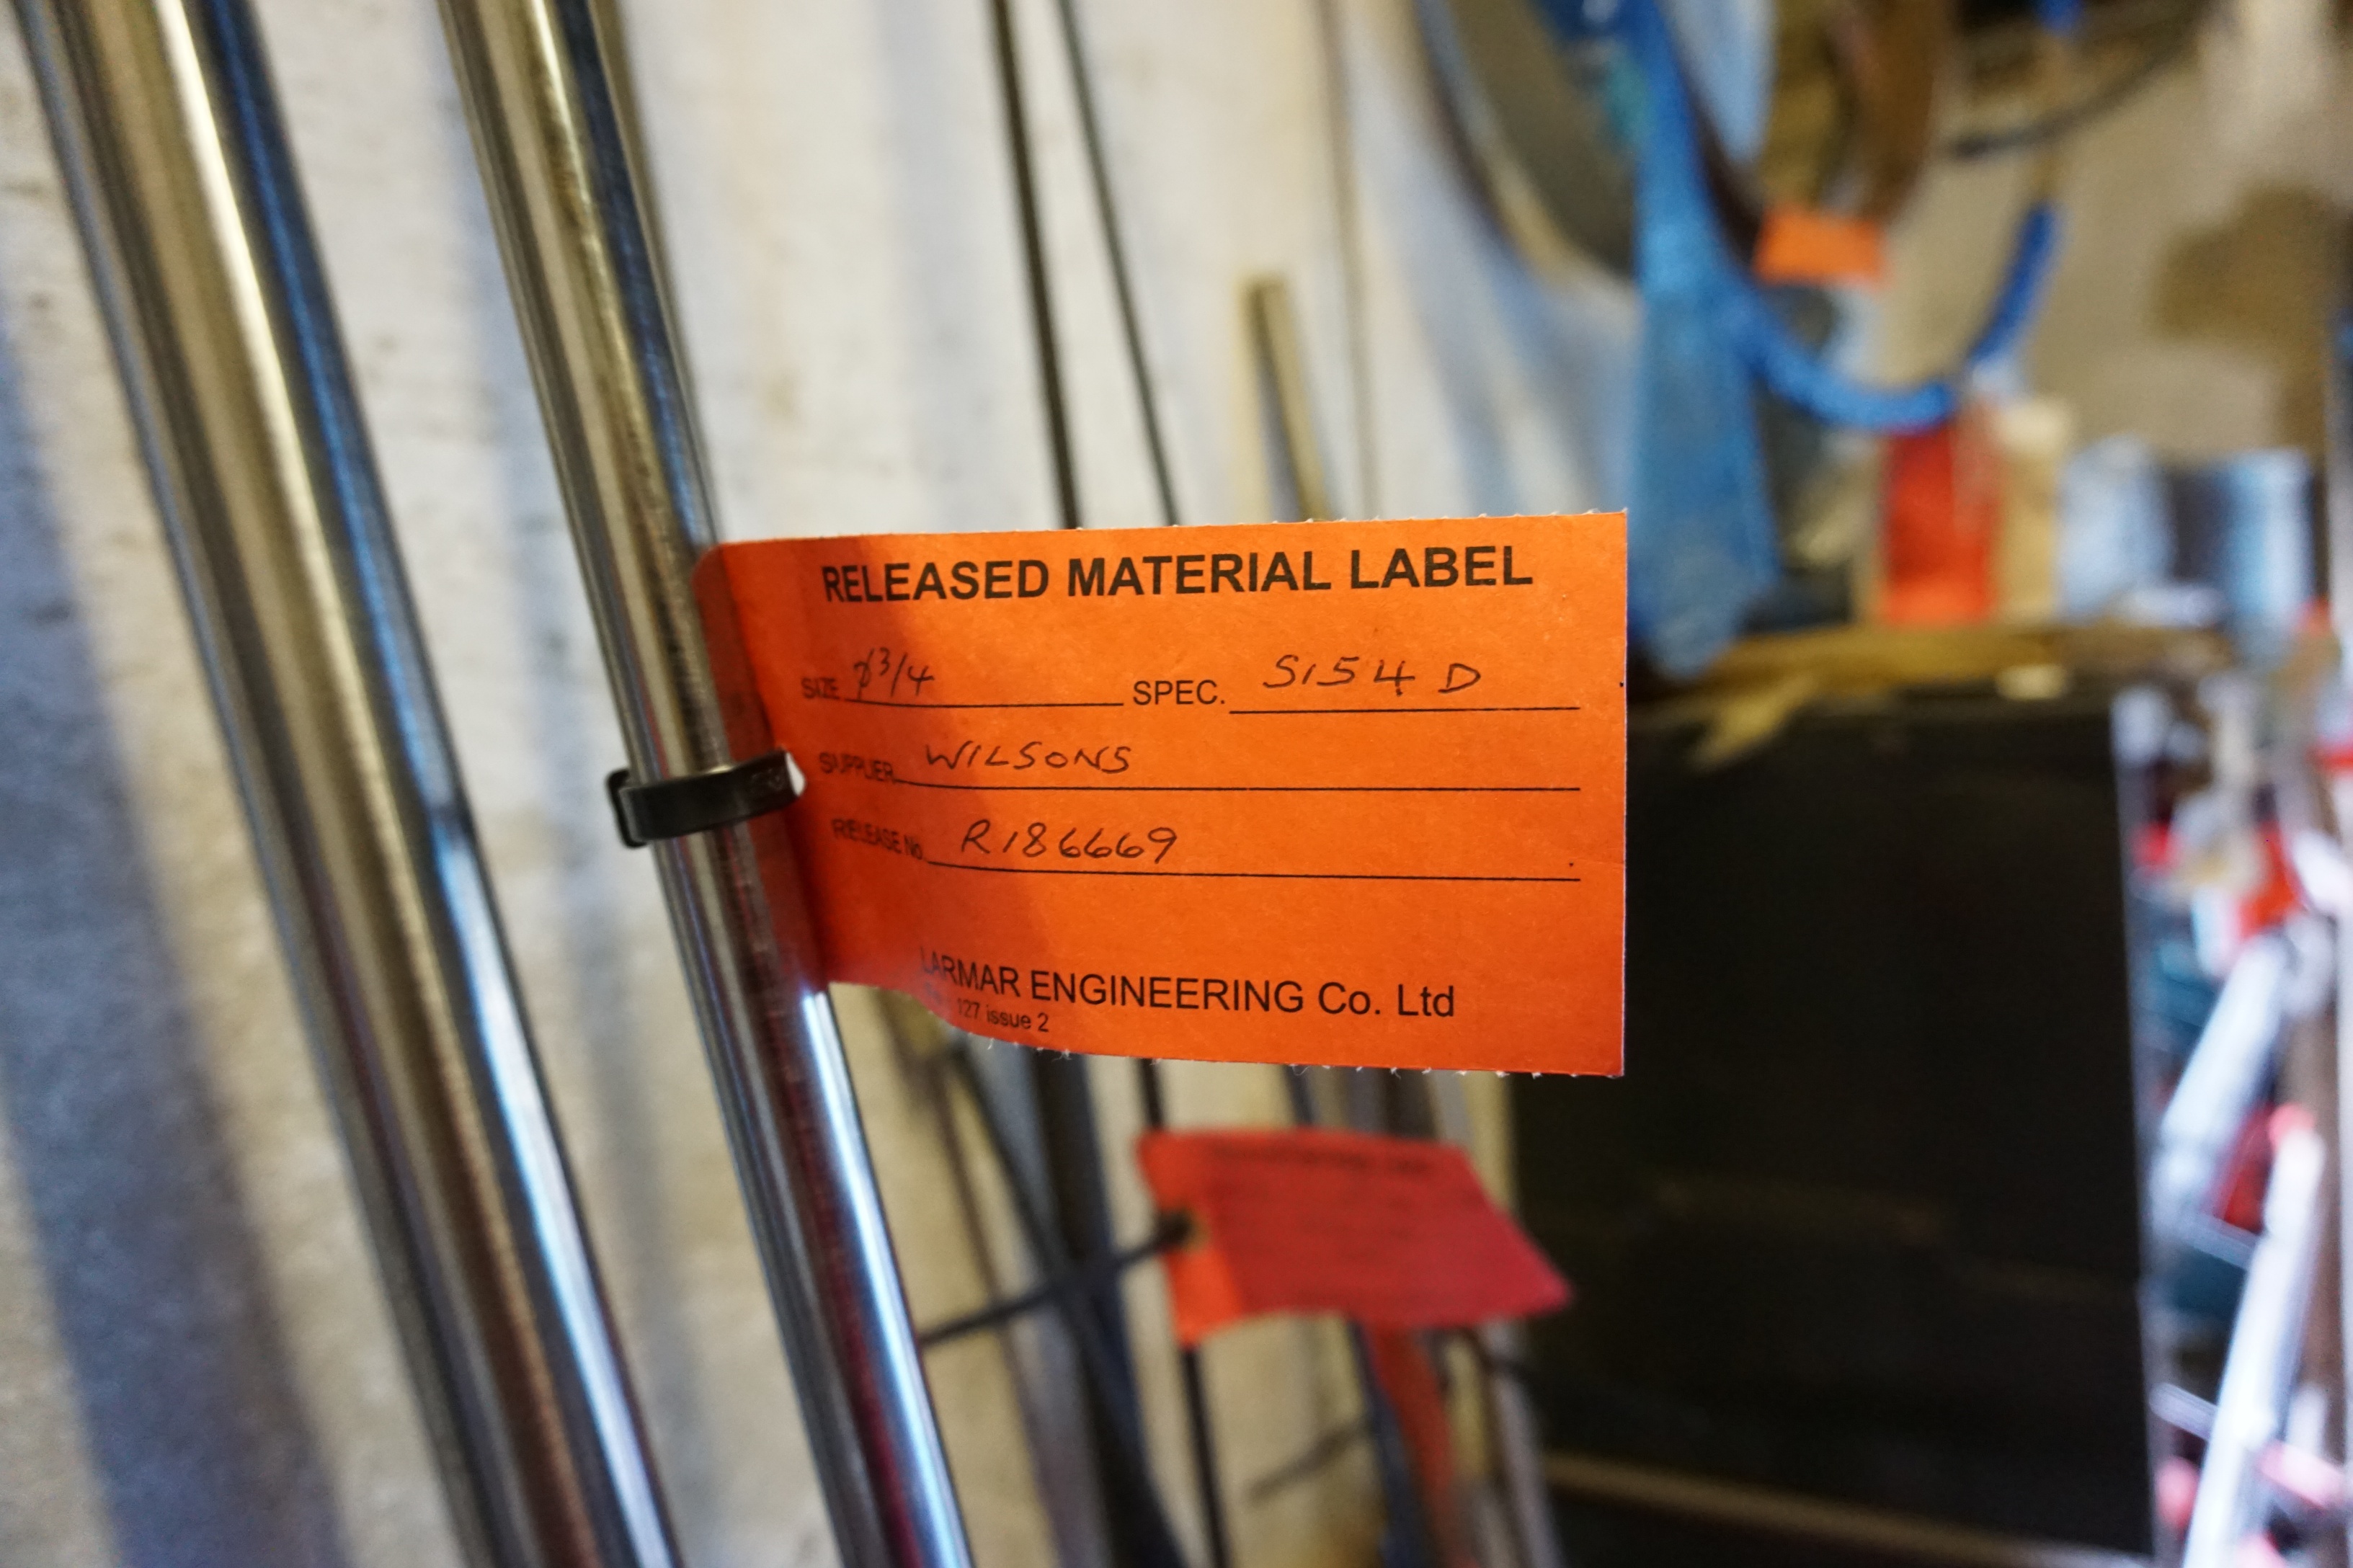 RELEASED MATERIAL LABEL
SIZE ⌀3/4 SPEC. S154 D
SUPPLIER WILSONS
RELEASE No. R186669
LARMAR ENGINEERING Co. Ltd
127 issue 2